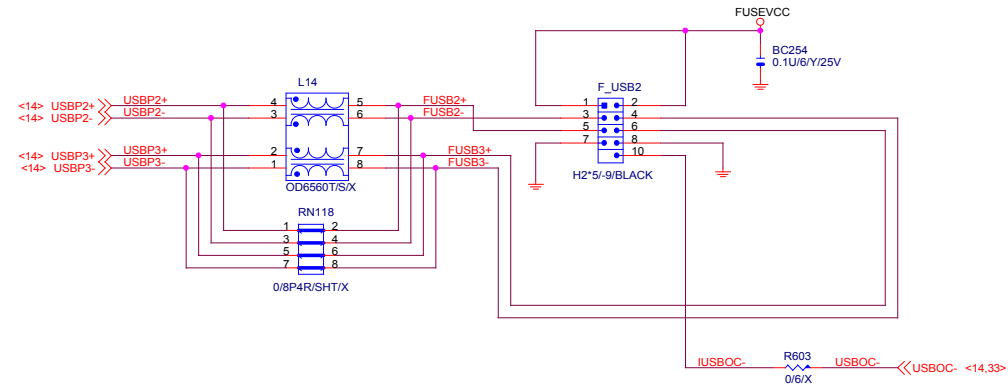 FUSEVCC
BC254
0.1U/6/Y/25V
L14
F_USB2
<14> USBP2+ USBP2+ 4 5 FUSB2+ 1 2
<14> USBP2- USBP2- 3 6 FUSB2- 3 4
5 6
<14> USBP3+ USBP3+ 2 7 FUSB3+ 7 8
<14> USBP3- USBP3- 1 8 FUSB3- 10
OD6560T/S/X
H2*5/-9/BLACK
RN118
1 2
3 4
5 6
7 8
0/8P4R/SHT/X
R603
IUSBOC- USBOC- USBOC- <14,33>
0/6/X